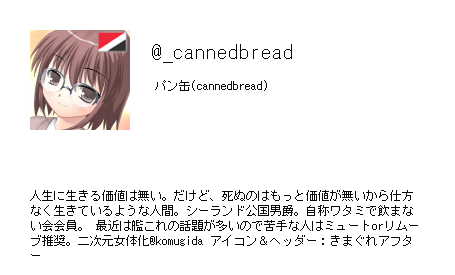 @_cannedbread
パン缶(cannedbread)
人生に生きる価値は無い。だけど、死ぬのはもっと価値が無いから仕方
なく生きているような人間。シーランド公国男爵。自称ワタミで飲まな
い会会員。 最近は艦これの話題が多いので苦手な人はミュートorリムー
ブ推奨。二次元女体化@komugida アイコン＆ヘッダー：きまぐれアフタ
ー